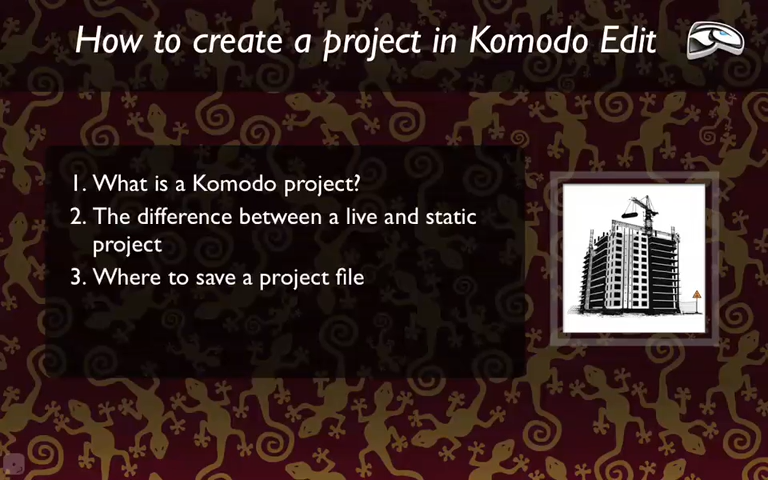 How to create a project in Komodo Edit
1. What is a Komodo project?
2. The difference between a live and static
project
3. Where to save a project file